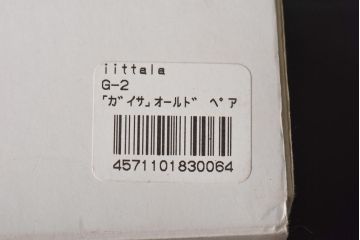 iittala
G-2
｢ｶﾞｲｻ｣ｵｰﾙﾄﾞ ﾍﾟｱ
4571101830064